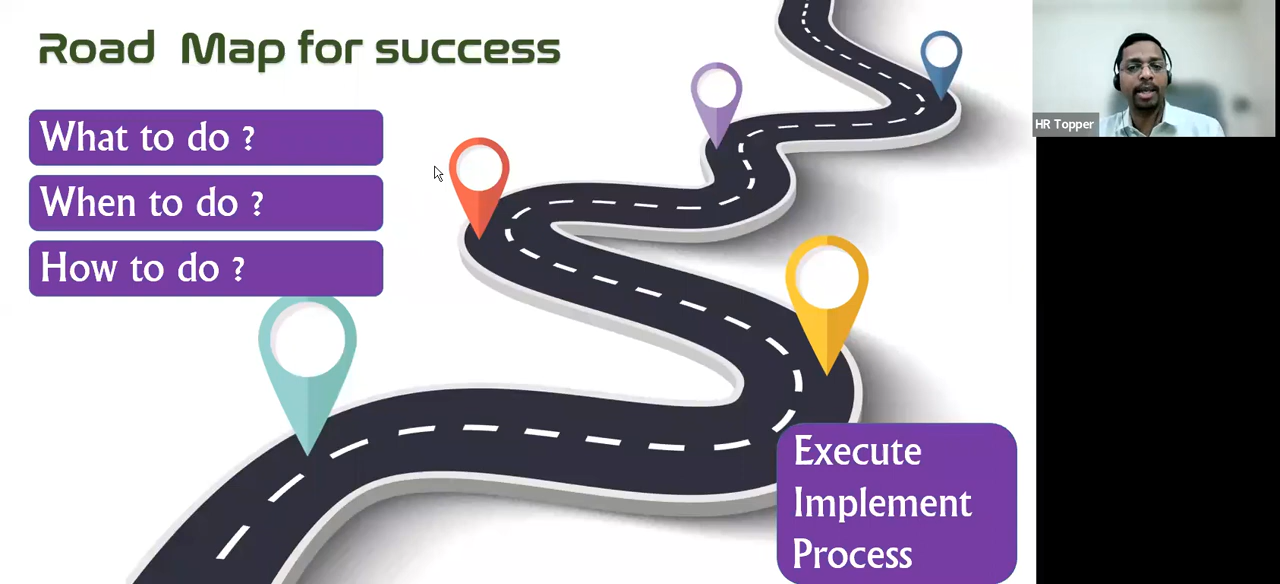 Road Map for success
What to do ?
When to do ?
How to do ?
Execute
Implement
Process
HR Topper